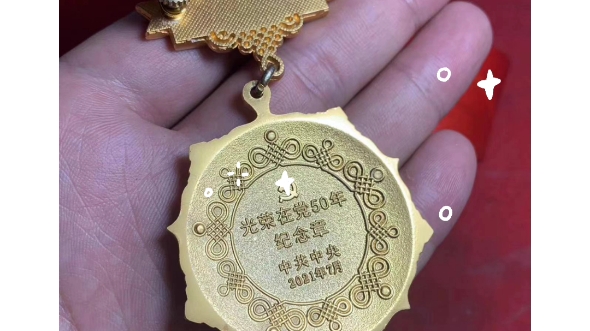 光荣在党50年
纪念章
中共中央
2021年7月